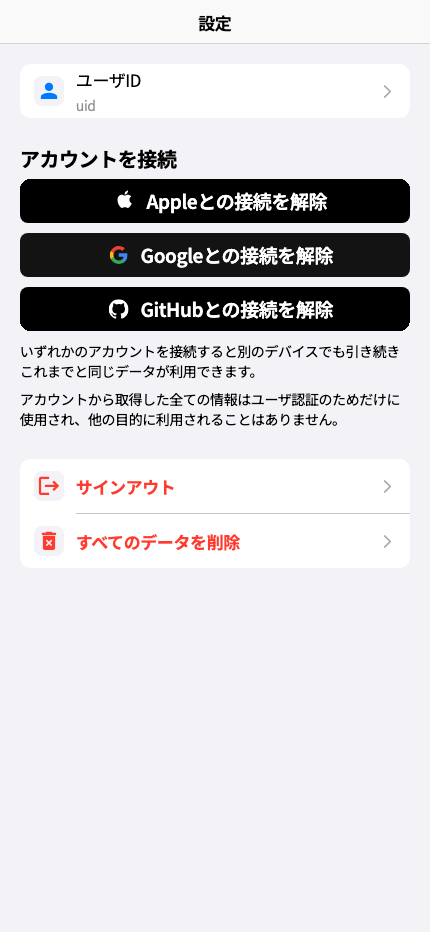 設定
ユーザID
uid
アカウントを接続
Appleとの接続を解除
Googleとの接続を解除
GitHubとの接続を解除
いずれかのアカウントを接続すると別のデバイスでも引き続き
これまでと同じデータが利用できます。
アカウントから取得した全ての情報はユーザ認証のためだけに
使用され、他の目的に利用されることはありません。
サインアウト
すべてのデータを削除